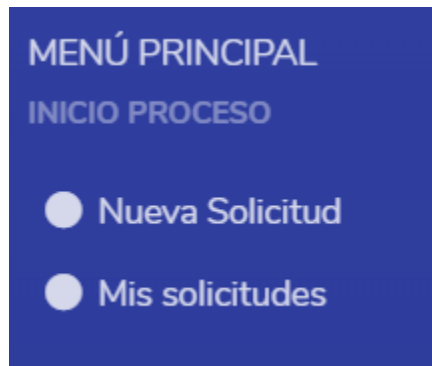 MENÚ PRINCIPAL
INICIO PROCESO
Nueva Solicitud
Mis solicitudes